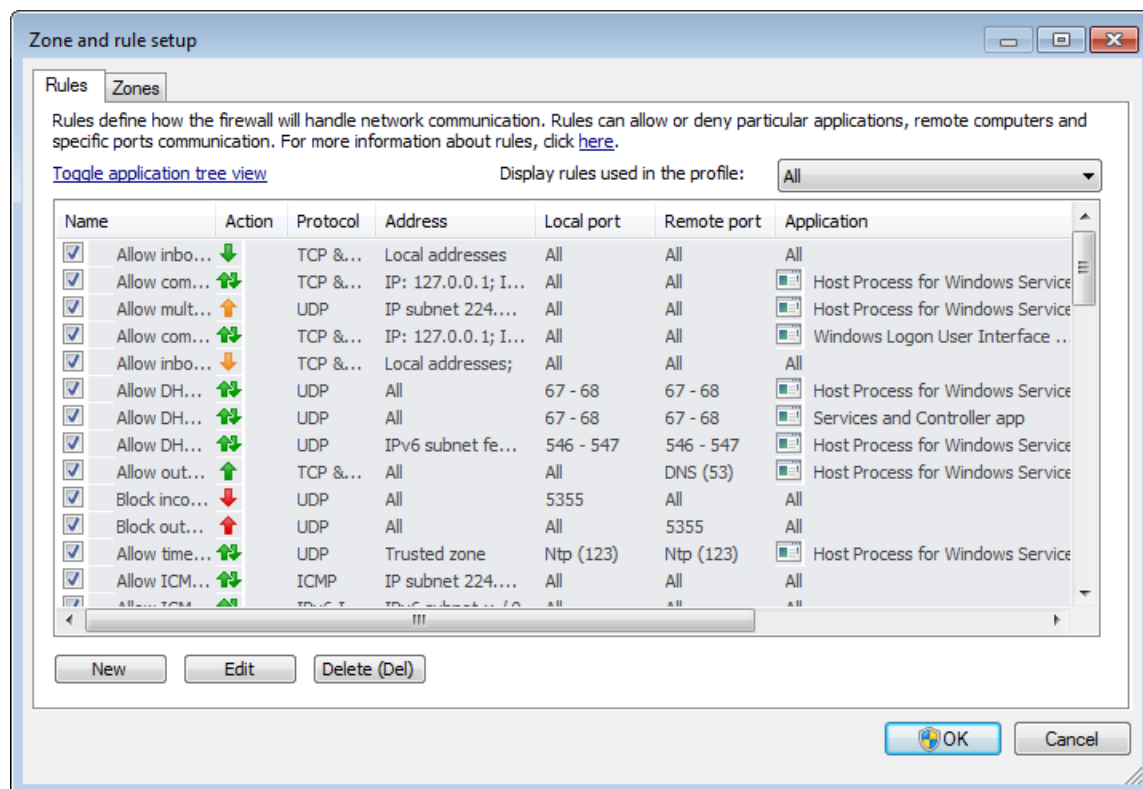 Zone and rule setup
Rules Zones
Rules define how the firewall will handle network communication. Rules can allow or deny particular applications, remote computers and
specific ports communication. For more information about rules, click here.
Toggle application tree view Display rules used in the profile: All
Name Action Protocol Address Local port Remote port Application
Allow inbo... TCP &... Local addresses All All All
Allow com... TCP &... IP: 127.0.0.1; I... All All Host Process for Windows Service
Allow mult... UDP IP subnet 224.... All All Host Process for Windows Service
Allow com... TCP &... IP: 127.0.0.1; I... All All Windows Logon User Interface ...
Allow inbo... TCP &... Local addresses; All All All
Allow DH... UDP All 67 - 68 67 - 68 Host Process for Windows Service
Allow DH... UDP All 67 - 68 67 - 68 Services and Controller app
Allow DH... UDP IPv6 subnet fe... 546 - 547 546 - 547 Host Process for Windows Service
Allow out... TCP &... All All DNS (53) Host Process for Windows Service
Block inco... UDP All 5355 All All
Block out... UDP All All 5355 All
Allow time... UDP Trusted zone Ntp (123) Ntp (123) Host Process for Windows Service
Allow ICM... ICMP IP subnet 224.... All All All
Allow ICM... All All All
New Edit Delete (Del)
OK Cancel